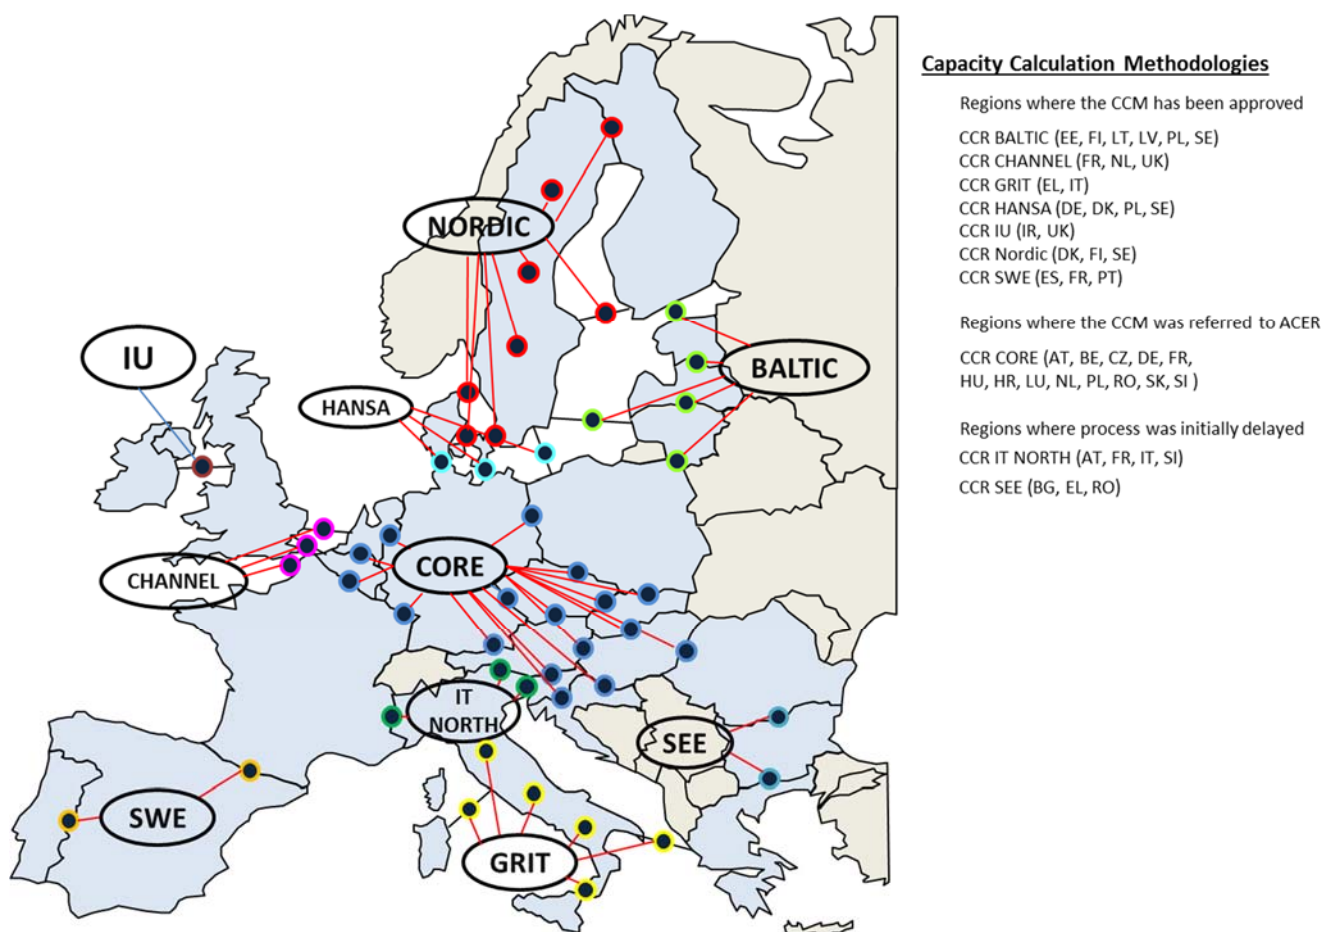 Capacity Calculation Methodologies
Regions where the CCM has been approved
CCR BALTIC (EE, FI, LT, LV, PL, SE)
CCR CHANNEL (FR, NL, UK)
CCR GRIT (EL, IT)
CCR HANSA (DE, DK, PL, SE)
CCR IU (IR, UK)
CCR Nordic (DK, FI, SE)
CCR SWE (ES, FR, PT)
Regions where the CCM was referred to ACER
CCR CORE (AT, BE, CZ, DE, FR,
HU, HR, LU, NL, PL, RO, SK, SI )
Regions where process was initially delayed
CCR IT NORTH (AT, FR, IT, SI)
CCR SEE (BG, EL, RO)
NORDIC
IU
BALTIC
HANSA
CORE
CHANNEL
IT
NORTH
SEE
SWE
GRIT